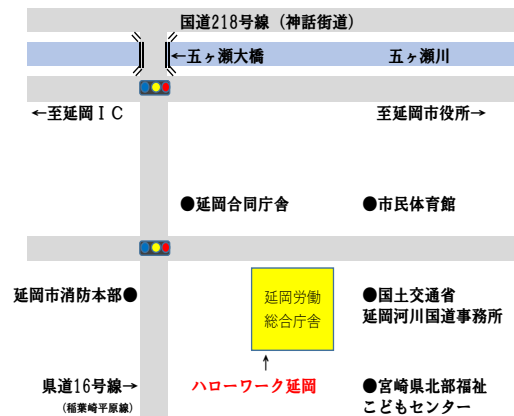 国道218号線（神話街道）
←五ヶ瀬大橋
五ヶ瀬川
←至延岡ＩＣ
至延岡市役所→
●延岡合同庁舎
●市民体育館
延岡市消防本部●
延岡労働
総合庁舎
●国土交通省
延岡河川国道事務所
↑
県道16号線→
(稲葉崎平原線)
ハローワーク延岡
●宮崎県北部福祉
こどもセンター